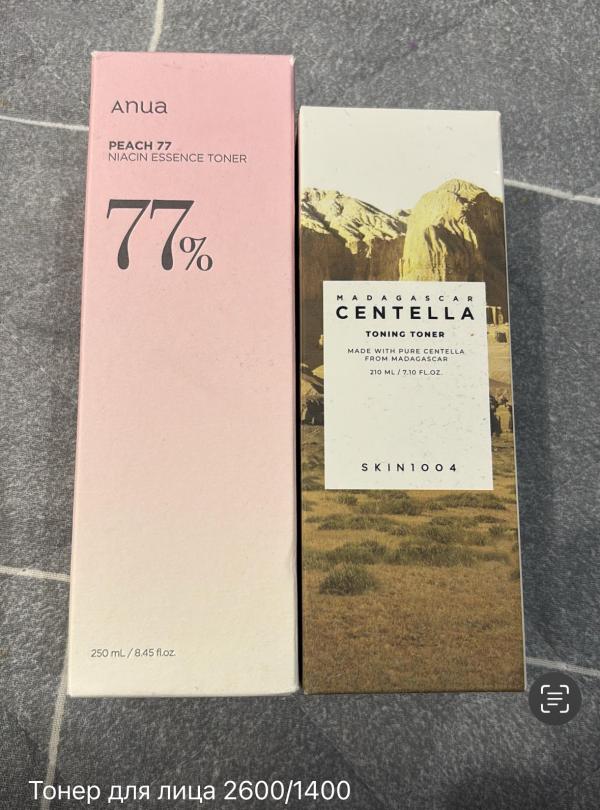 Anua
PEACH 77
NIACIN ESSENCE TONER
77%
250 mL / 8.45 fl.oz.
MADAGASCAR
CENTELLA
TONING TONER
MADE WITH PURE CENTELLA
FROM MADAGASCAR
210 ML / 7.10 FL.OZ.
SKIN1004
Тонер для лица 2600/1400